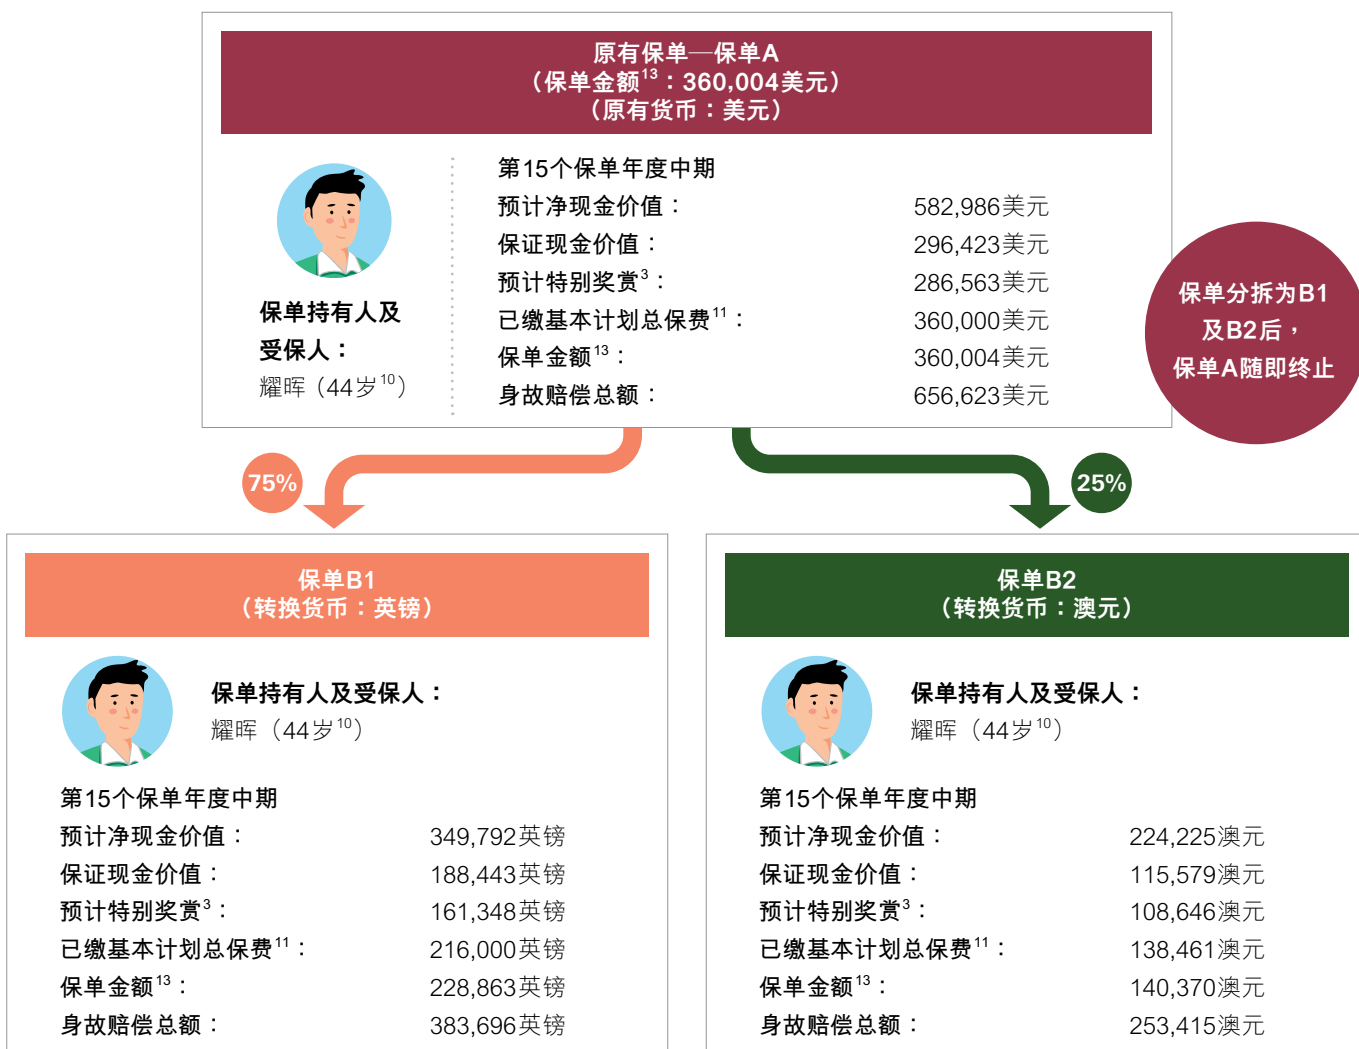 原有保单—保单A
（保单金额13：360,004美元）
（原有货币：美元）
保单持有人及
受保人：
耀晖（44岁10）
第15个保单年度中期
预计净现金价值： 582,986美元
保证现金价值： 296,423美元
预计特别奖赏3： 286,563美元
已缴基本计划总保费11： 360,000美元
保单金额13： 360,004美元
身故赔偿总额： 656,623美元
保单分拆为B1
及B2后，
保单A随即终止
75%
25%
保单B1
（转换货币：英镑）
保单持有人及受保人：
耀晖（44岁10）
第15个保单年度中期
预计净现金价值： 349,792英镑
保证现金价值： 188,443英镑
预计特别奖赏3： 161,348英镑
已缴基本计划总保费11： 216,000英镑
保单金额13： 228,863英镑
身故赔偿总额： 383,696英镑
保单B2
（转换货币：澳元）
保单持有人及受保人：
耀晖（44岁10）
第15个保单年度中期
预计净现金价值： 224,225澳元
保证现金价值： 115,579澳元
预计特别奖赏3： 108,646澳元
已缴基本计划总保费11： 138,461澳元
保单金额13： 140,370澳元
身故赔偿总额： 253,415澳元